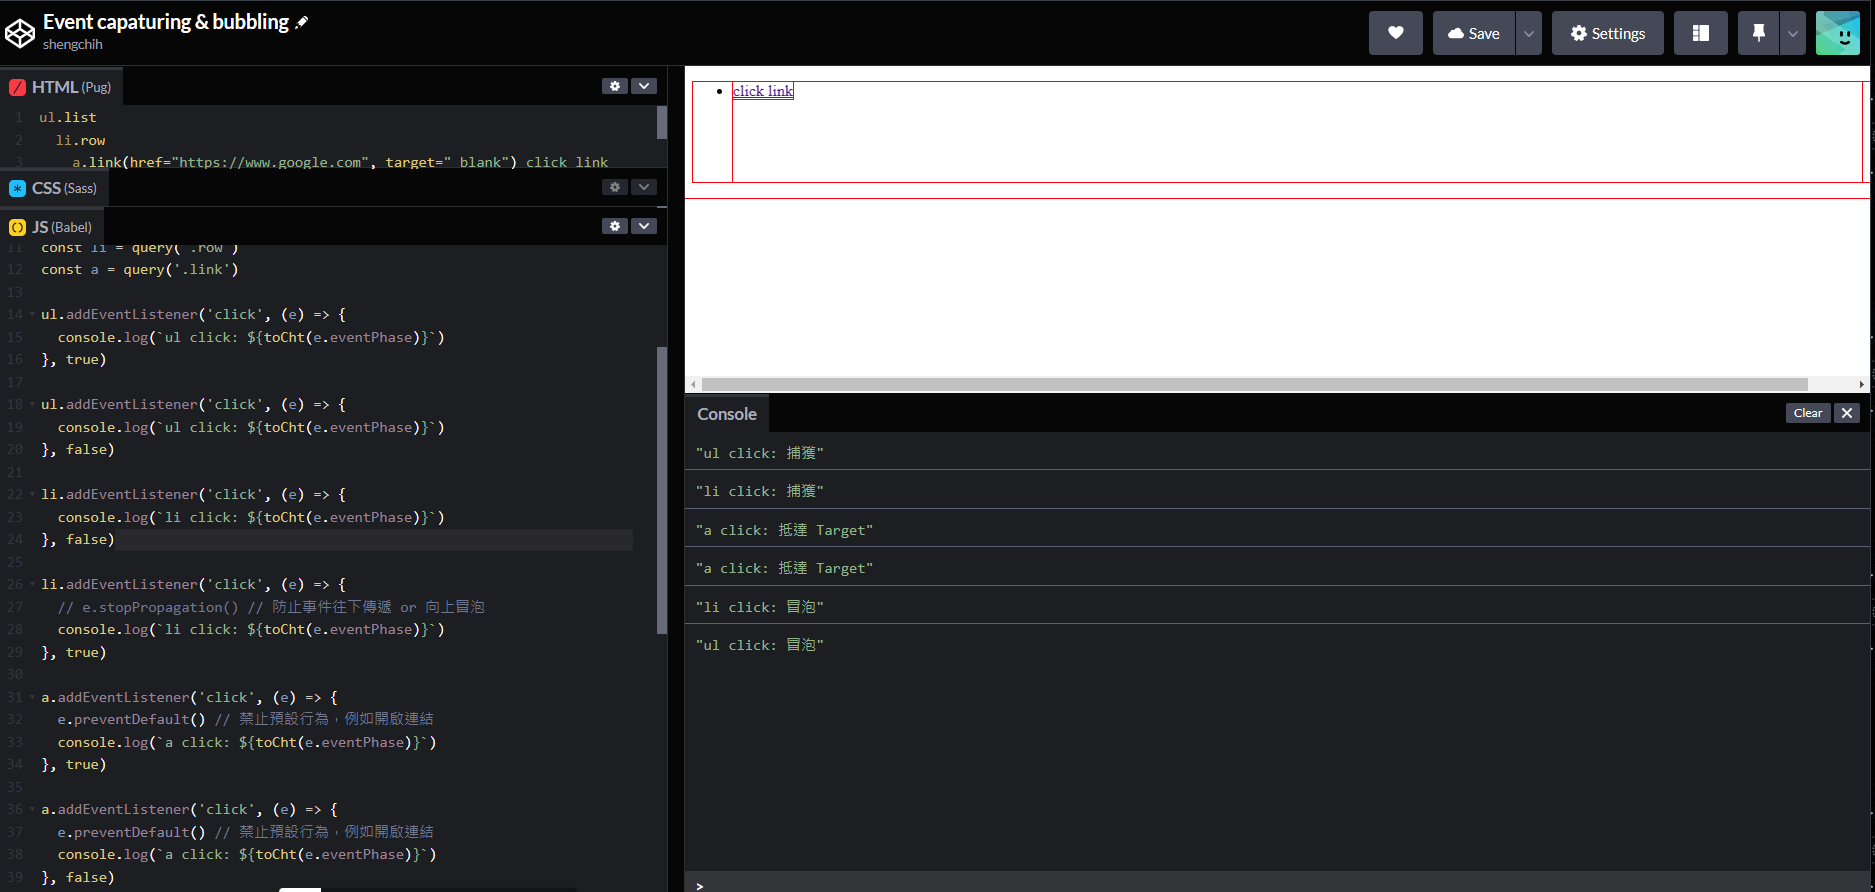 Event capaturing & bubbling
shengchih
Save
Settings
HTML (Pug)
1 ul.list
2 li.row
3 a.link(href="https://www.google.com", target=" blank") click link
CSS (Sass)
JS (Babel)
11 const li = query('.row')
12 const a = query('.link')
13
14 ul.addEventListener('click', (e) => {
15 console.log(`ul click: ${toCht(e.eventPhase)}`)
16 }, true)
17
18 ul.addEventListener('click', (e) => {
19 console.log(`ul click: ${toCht(e.eventPhase)}`)
20 }, false)
21
22 li.addEventListener('click', (e) => {
23 console.log(`li click: ${toCht(e.eventPhase)}`)
24 }, false)
25
26 li.addEventListener('click', (e) => {
27 // e.stopPropagation() // 防止事件往下傳遞 or 向上冒泡
28 console.log(`li click: ${toCht(e.eventPhase)}`)
29 }, true)
30
31 a.addEventListener('click', (e) => {
32 e.preventDefault() // 禁止預設行為，例如開啟連結
33 console.log(`a click: ${toCht(e.eventPhase)}`)
34 }, true)
35
36 a.addEventListener('click', (e) => {
37 e.preventDefault() // 禁止預設行為，例如開啟連結
38 console.log(`a click: ${toCht(e.eventPhase)}`)
39 }, false)
click link
Console
Clear
"ul click: 捕獲"
"li click: 捕獲"
"a click: 抵達 Target"
"a click: 抵達 Target"
"li click: 冒泡"
"ul click: 冒泡"
>